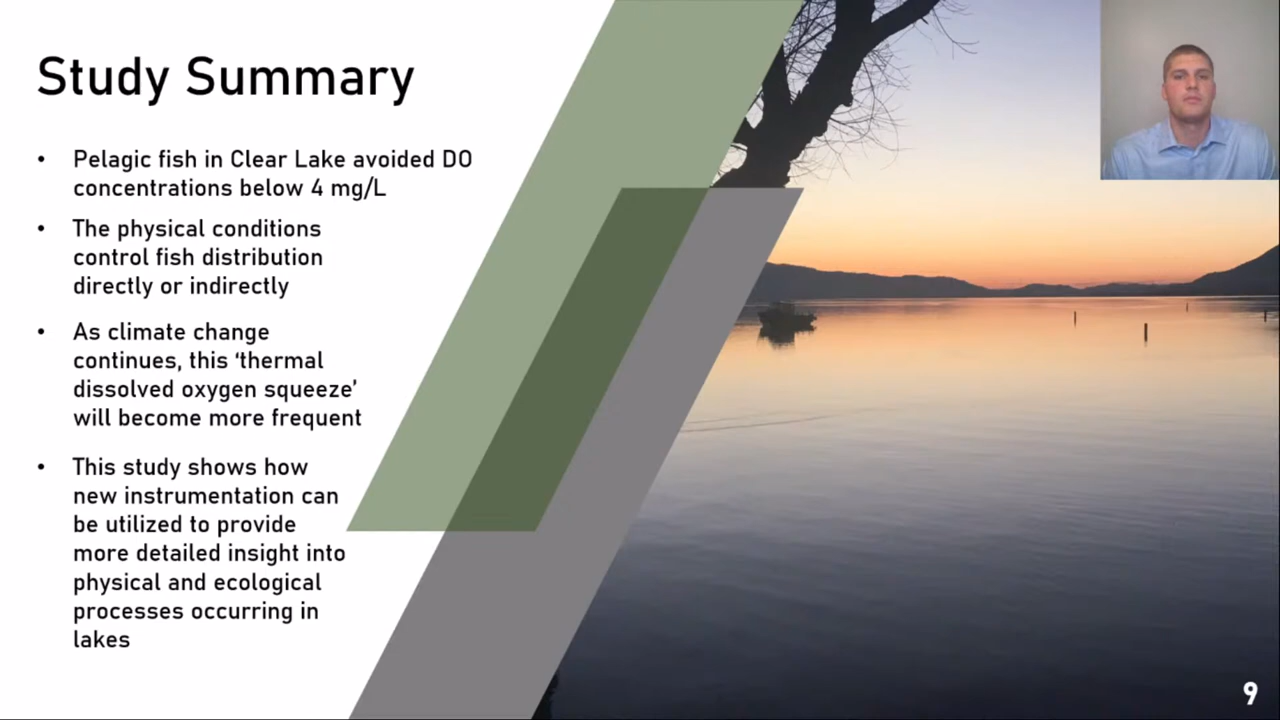 Study Summary
• Pelagic fish in Clear Lake avoided DO
concentrations below 4 mg/L
• The physical conditions
control fish distribution
directly or indirectly
• As climate change
continues, this ‘thermal
dissolved oxygen squeeze’
will become more frequent
• This study shows how
new instrumentation can
be utilized to provide
more detailed insight into
physical and ecological
processes occurring in
lakes
9